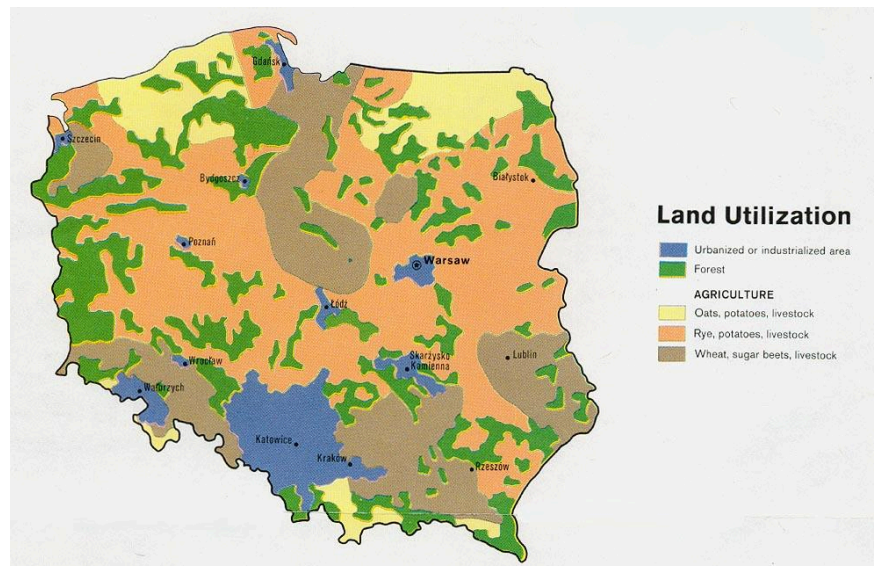 Gdańsk
Szczecin
Bydgoszcz
Białystok
Poznań
Warsaw
Łódź
Wrocław
Skarżysko
Kamienna
Lublin
Wałbrzych
Katowice
Kraków
Rzeszów
Land Utilization
Urbanized or industrialized area
Forest
AGRICULTURE
Oats, potatoes, livestock
Rye, potatoes, livestock
Wheat, sugar beets, livestock